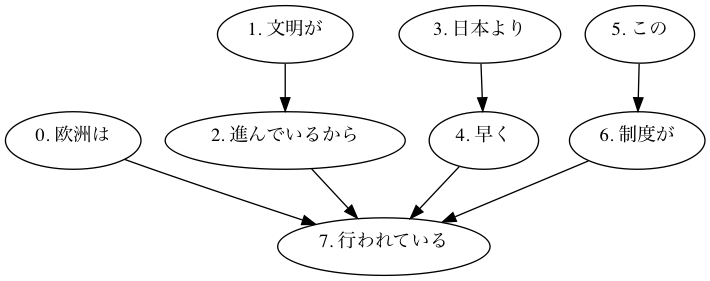 1. 文明が
3. 日本より
5. この
0. 欧洲は
2. 進んでいるから
4. 早く
6. 制度が
7. 行われている